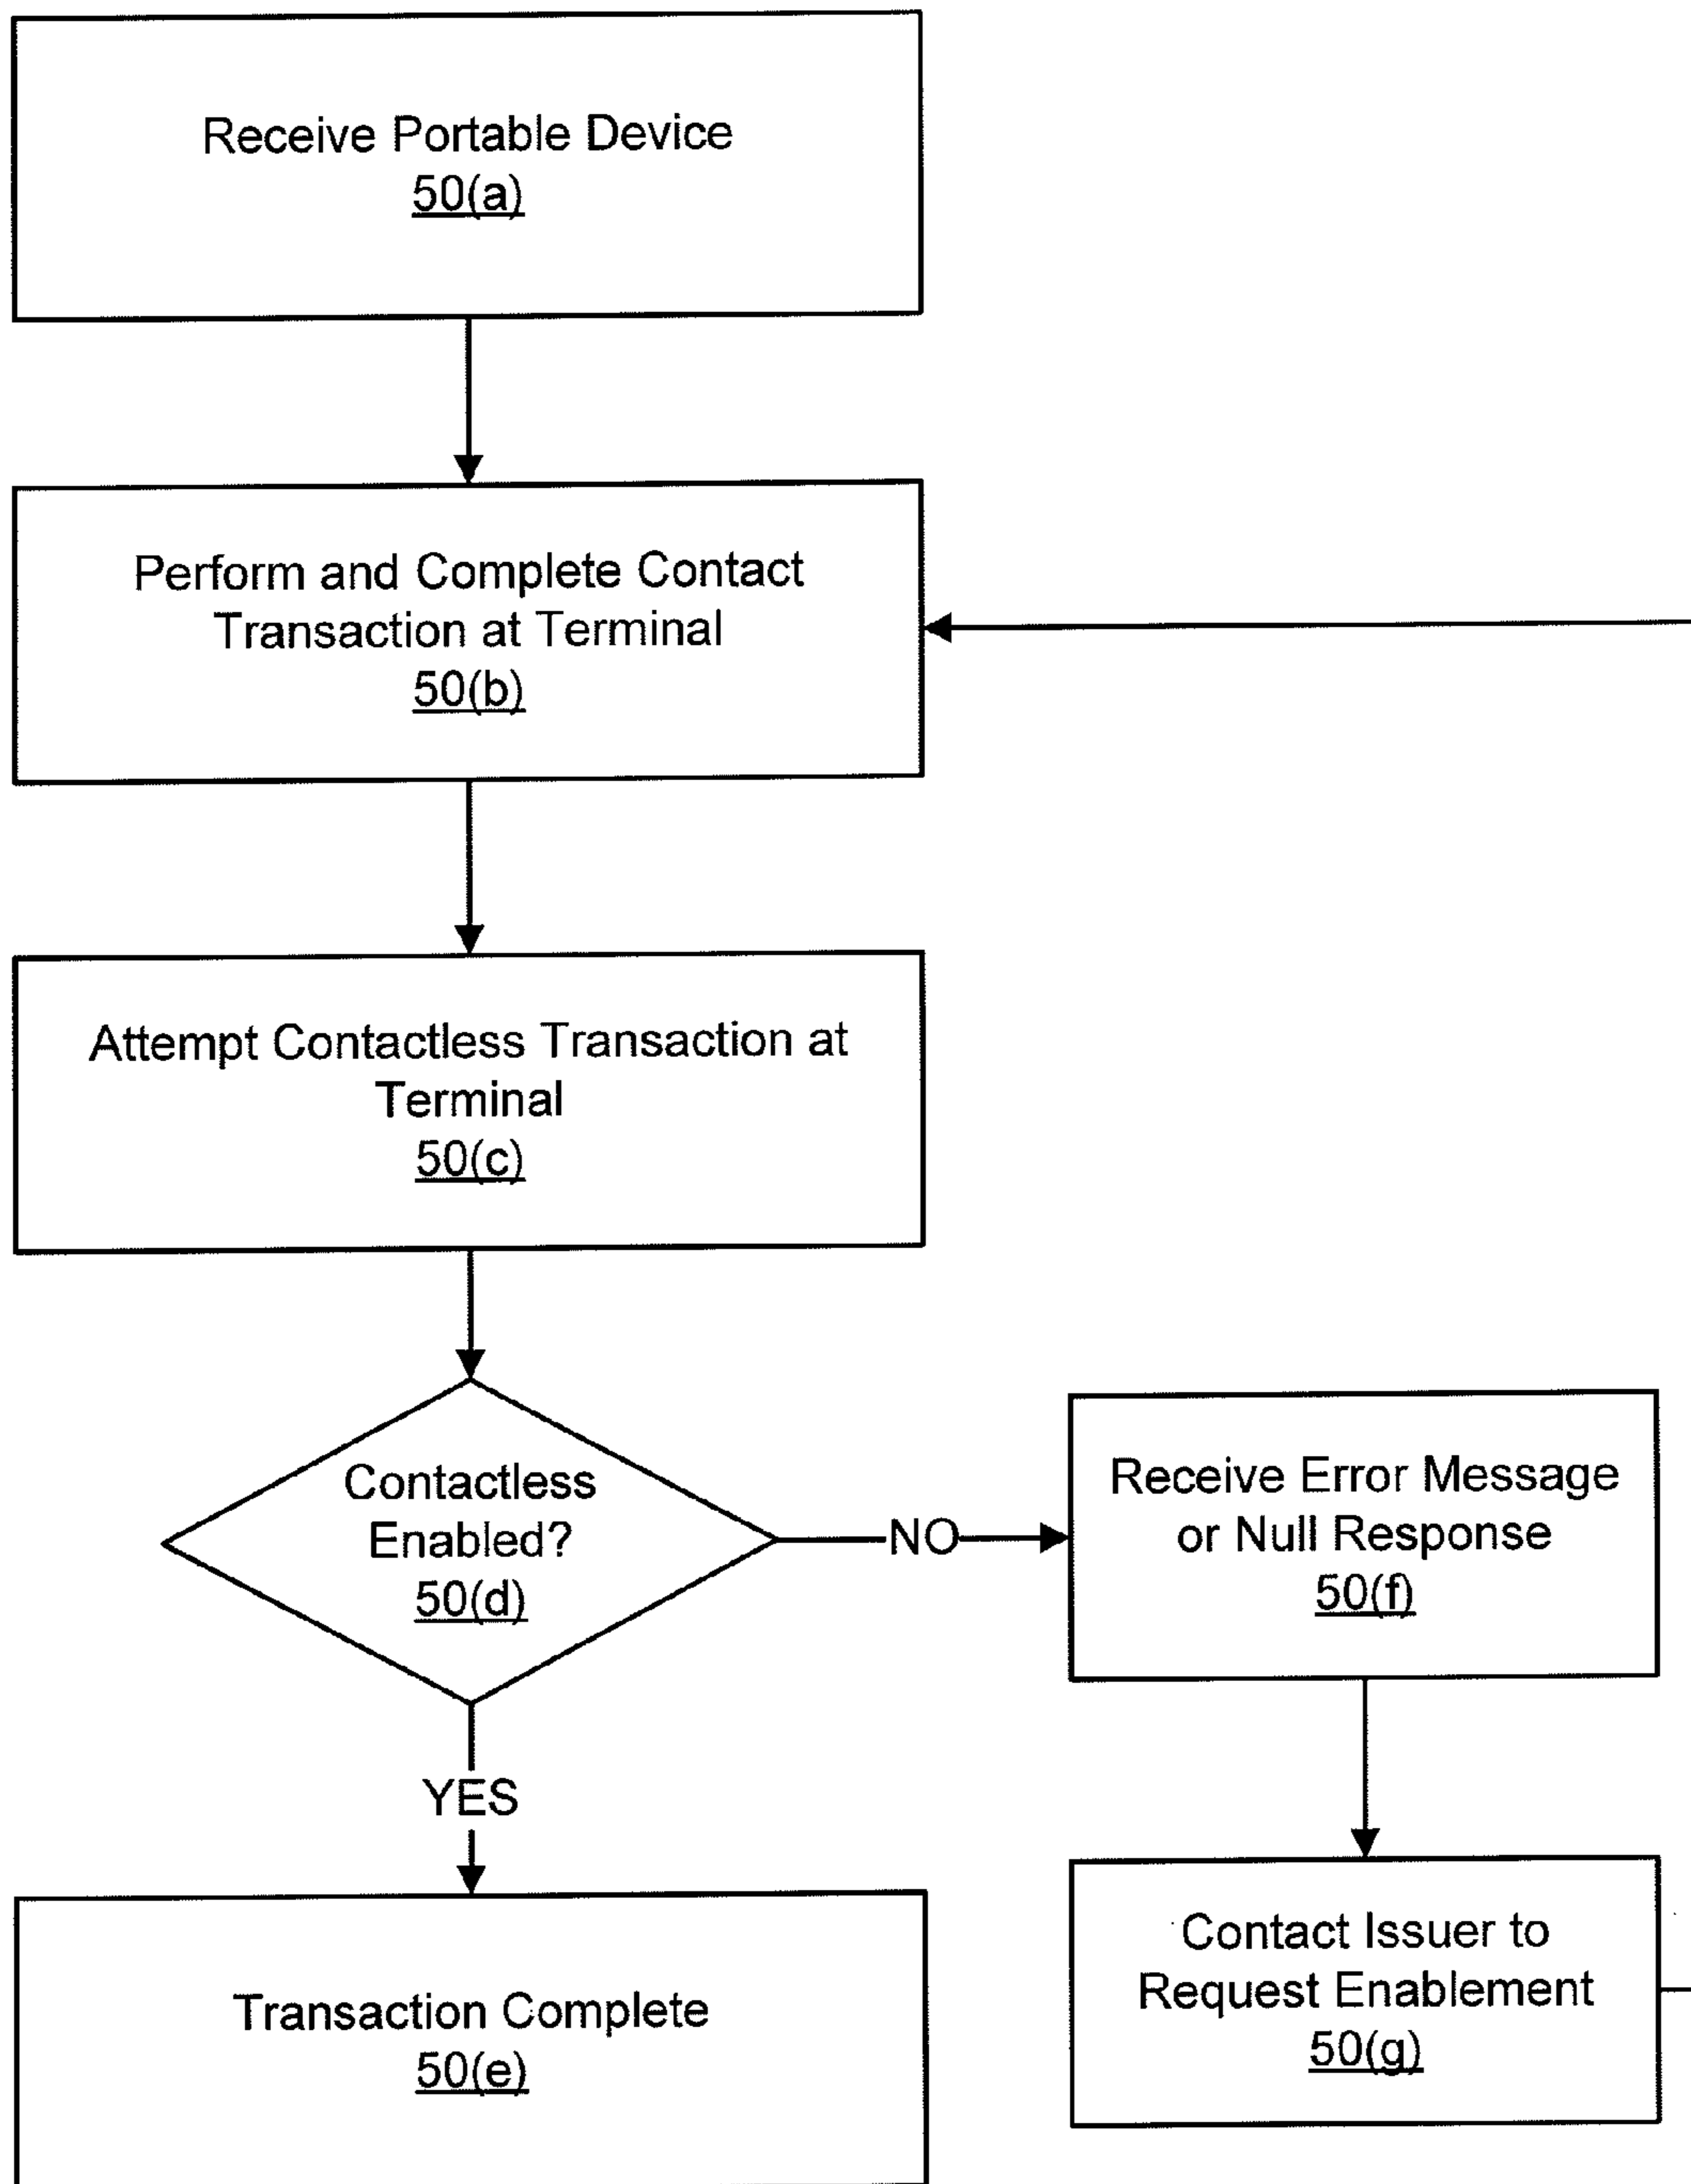 Receive Portable Device
50(a)
Perform and Complete Contact
Transaction at Terminal
50(b)
Attempt Contactless Transaction at
Terminal
50(c)
Contactless
Enabled?
50(d)
NO
Receive Error Message
or Null Response
50(f)
YES
Transaction Complete
50(e)
Contact Issuer to
Request Enablement
50(g)